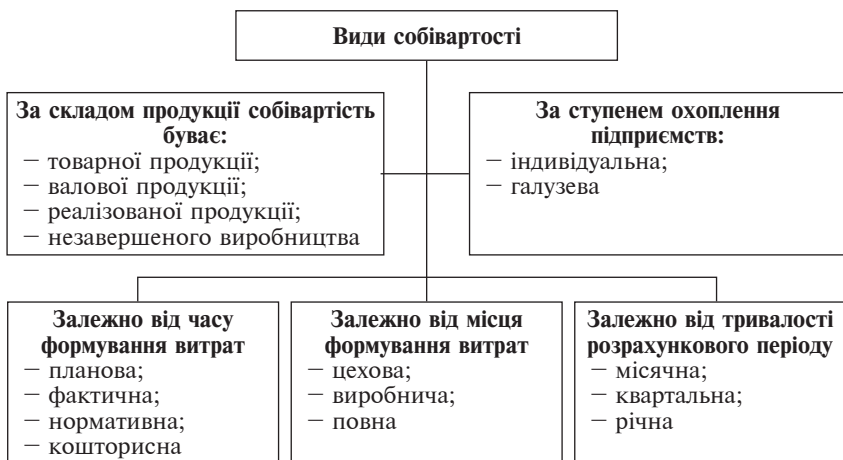 Види собівартості
За складом продукції собівартість
буває:
— товарної продукції;
— валової продукції;
— реалізованої продукції;
— незавершеного виробництва
За ступенем охоплення
підприємств:
— індивідуальна;
— галузева
Залежно від часу
формування витрат
— планова;
— фактична;
— нормативна;
— кошторисна
Залежно від місця
формування витрат
— цехова;
— виробнича;
— повна
Залежно від тривалості
розрахункового періоду
— місячна;
— квартальна;
— річна